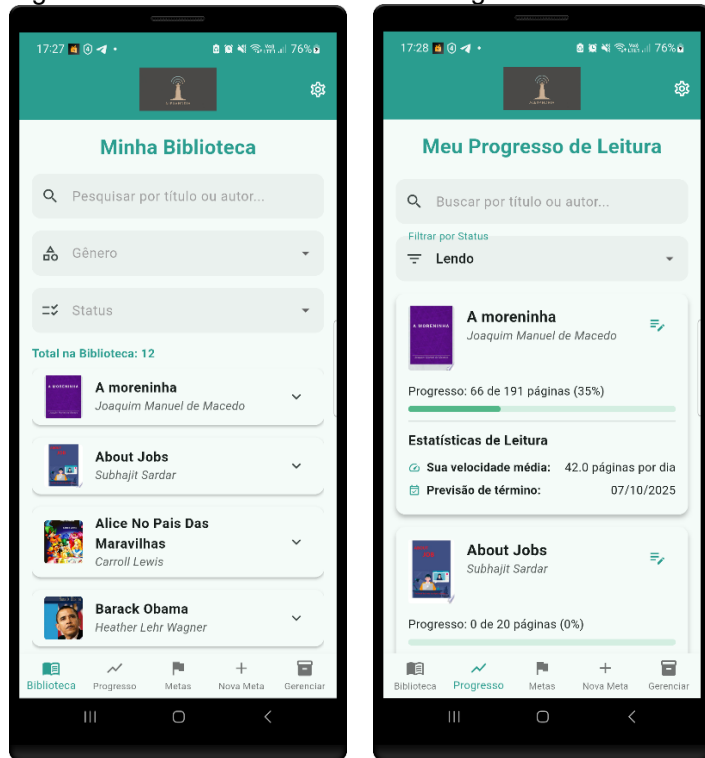 17:27
76%
Minha Biblioteca
Pesquisar por título ou autor...
Gênero
Status
Total na Biblioteca: 12
A MORENINHA
A moreninha
Joaquim Manuel de Macedo
About Jobs
Subhajit Sardar
Alice No Pais Das
Maravilhas
Carroll Lewis
Barack Obama
Heather Lehr Wagner
Biblioteca Progresso Metas Nova Meta Gerenciar
17:28
76%
Meu Progresso de Leitura
Buscar por título ou autor...
Filtrar por Status
Lendo
A MORENINHA
A moreninha
Joaquim Manuel de Macedo
Progresso: 66 de 191 páginas (35%)
Estatísticas de Leitura
Sua velocidade média: 42.0 páginas por dia
Previsão de término: 07/10/2025
About Jobs
Subhajit Sardar
Progresso: 0 de 20 páginas (0%)
Biblioteca Progresso Metas Nova Meta Gerenciar